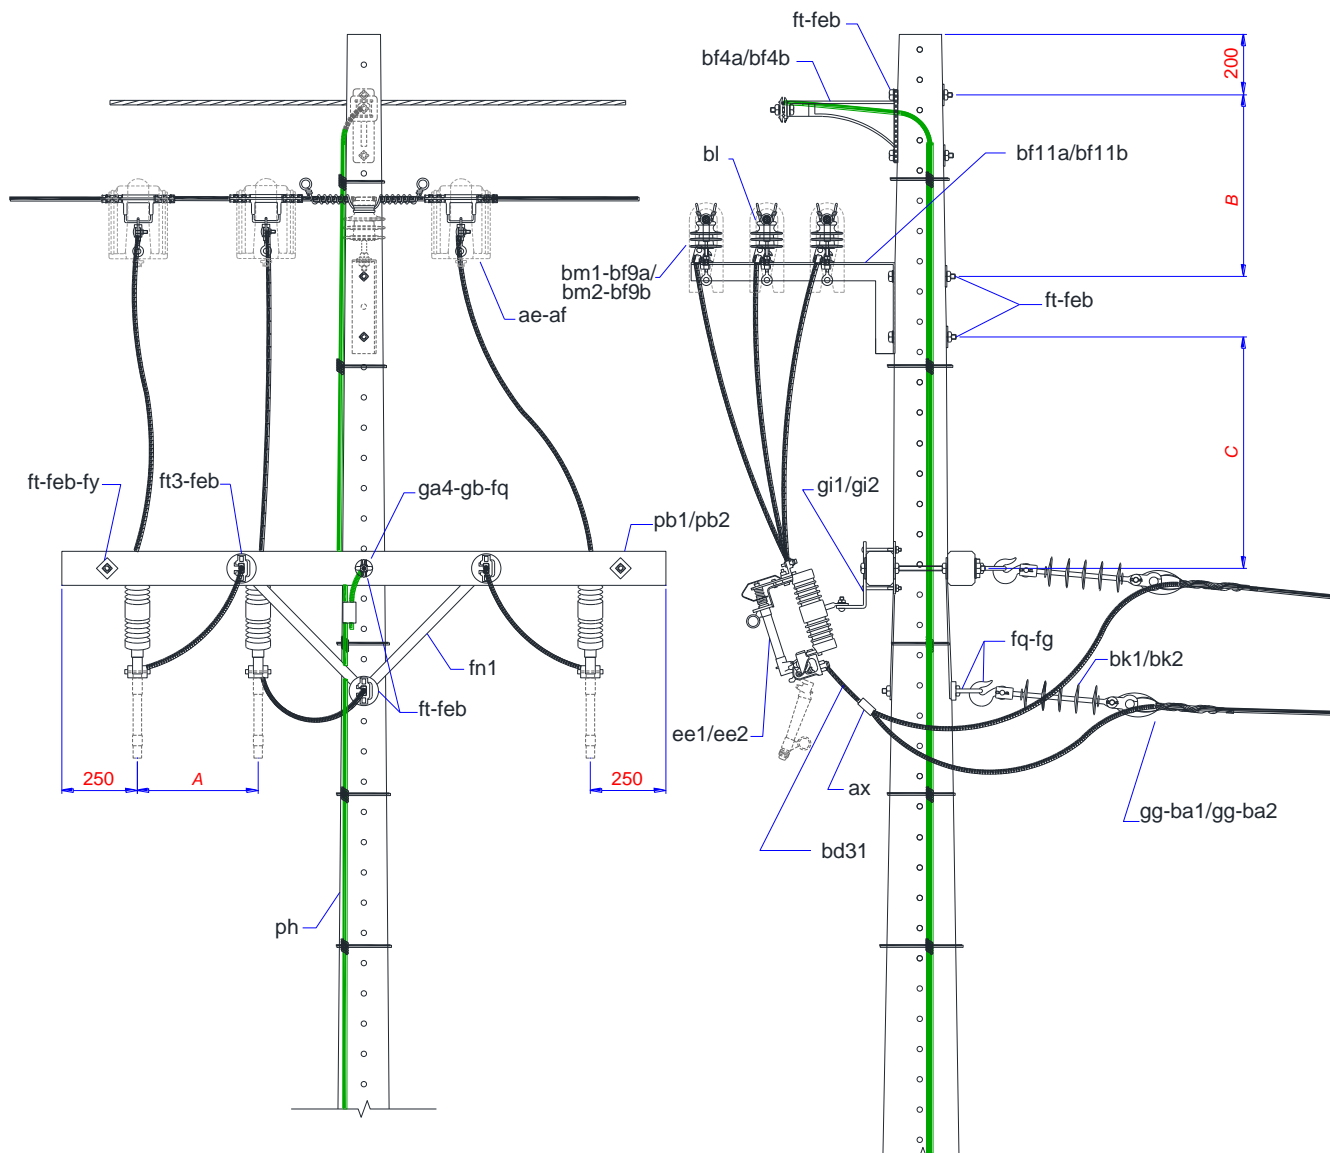 ft-feb
bf4a/bf4b
200
bl
bf11a/bf11b
B
bm1-bf9a/
bm2-bf9b
ae-af
ft-feb
C
ft-feb-fy
ft3-feb
ga4-gb-fq
gi1/gi2
pb1/pb2
fn1
fq-fg
bk1/bk2
ft-feb
ee1/ee2
250
A
250
ax
gg-ba1/gg-ba2
bd31
ph